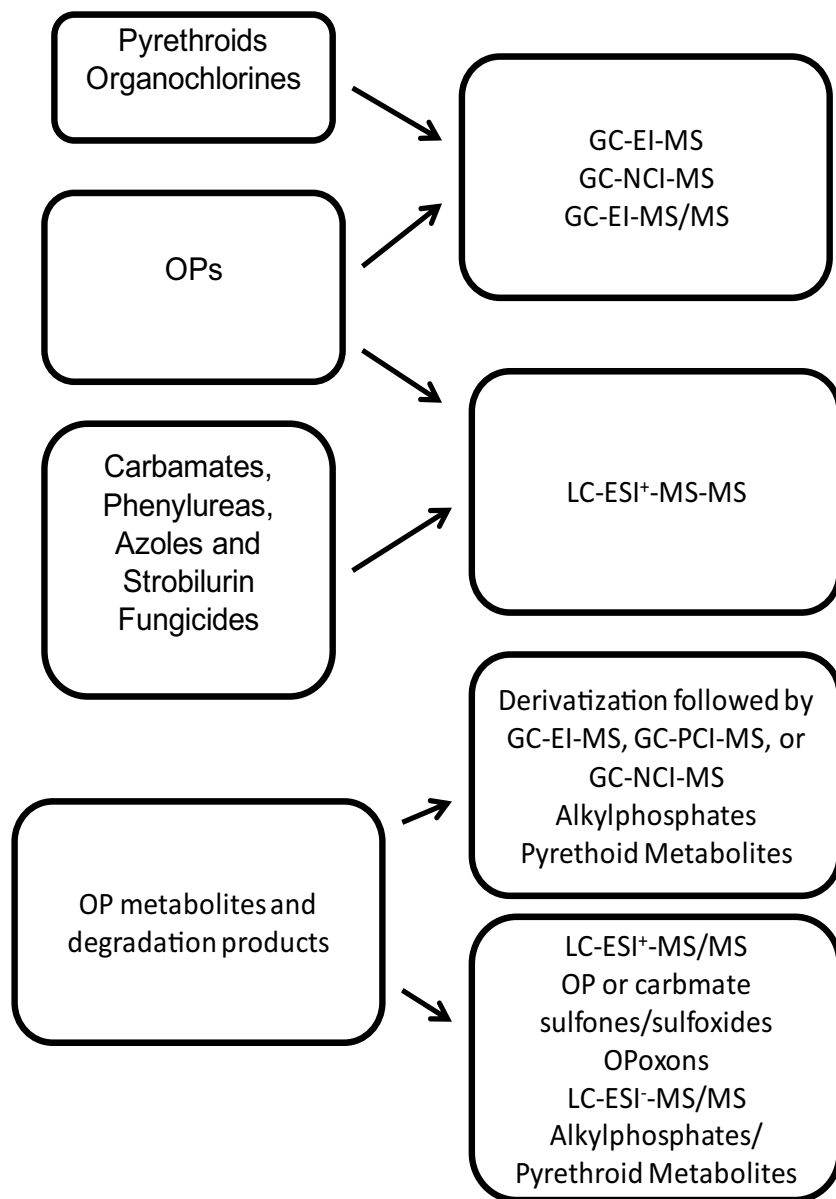 Pyrethroids
Organochlorines
GC-EI-MS
GC-NCI-MS
GC-EI-MS/MS
OPs
Carbamates,
Phenylureas,
Azoles and
Strobilurin
Fungicides
LC-ESI⁺-MS-MS
Derivatization followed by
GC-EI-MS, GC-PCI-MS, or
GC-NCI-MS
Alkylphosphates
Pyrethoid Metabolites
OP metabolites and
degradation products
LC-ESI⁺-MS/MS
OP or carbmate
sulfones/sulfoxides
OPoxons
LC-ESI⁻-MS/MS
Alkylphosphates/
Pyrethroid Metabolites